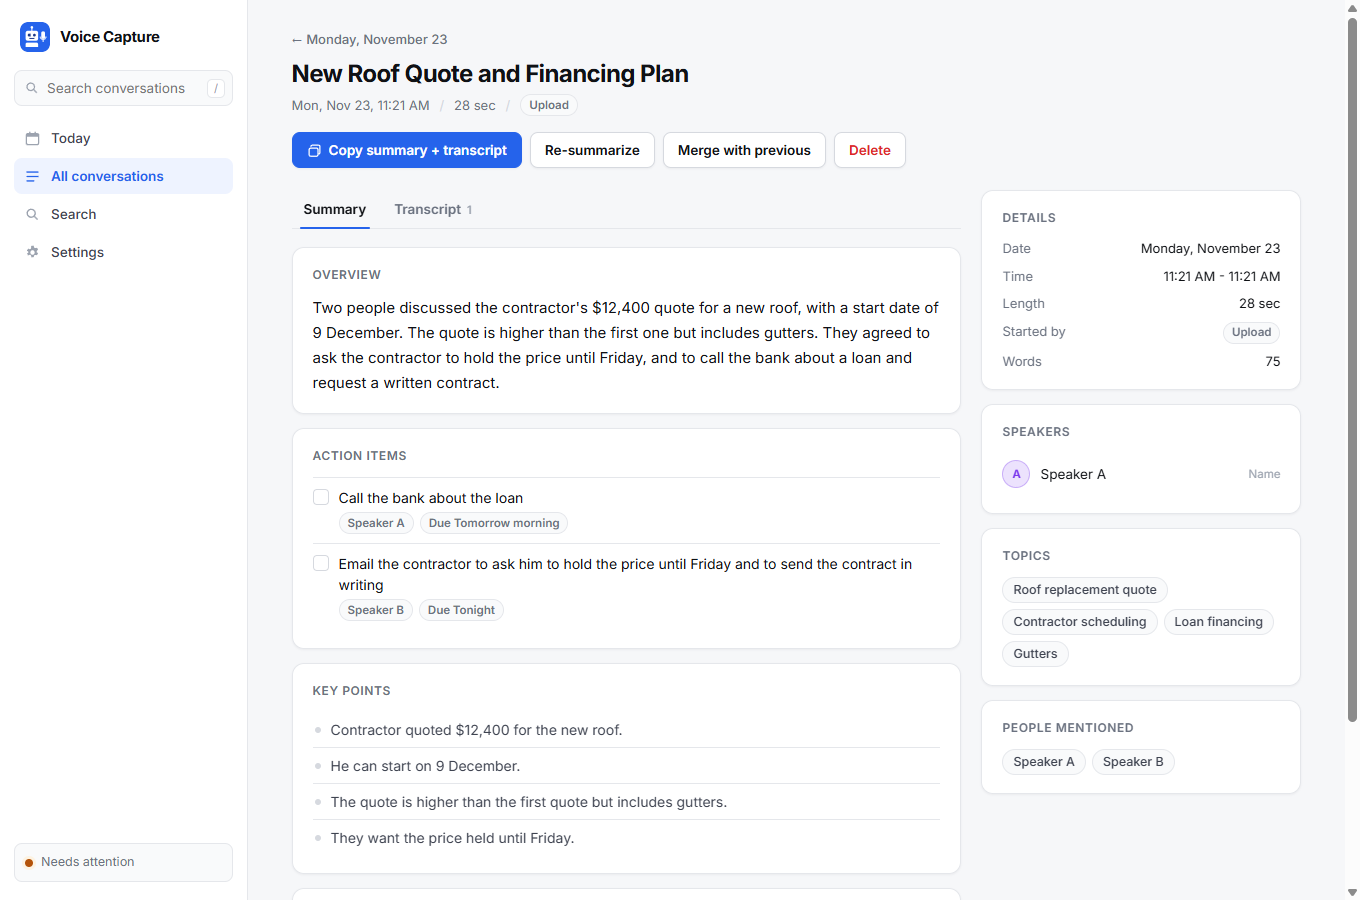 Voice Capture
Search conversations /
Today
All conversations
Search
Settings
Needs attention
← Monday, November 23
New Roof Quote and Financing Plan
Mon, Nov 23, 11:21 AM / 28 sec / Upload
Copy summary + transcript
Re-summarize
Merge with previous
Delete
Summary
Transcript 1
OVERVIEW
Two people discussed the contractor's $12,400 quote for a new roof, with a start date of
9 December. The quote is higher than the first one but includes gutters. They agreed to
ask the contractor to hold the price until Friday, and to call the bank about a loan and
request a written contract.
ACTION ITEMS
Call the bank about the loan
Speaker A Due Tomorrow morning
Email the contractor to ask him to hold the price until Friday and to send the contract in
writing
Speaker B Due Tonight
KEY POINTS
Contractor quoted $12,400 for the new roof.
He can start on 9 December.
The quote is higher than the first quote but includes gutters.
They want the price held until Friday.
DETAILS
Date Monday, November 23
Time 11:21 AM - 11:21 AM
Length 28 sec
Started by Upload
Words 75
SPEAKERS
A Speaker A Name
TOPICS
Roof replacement quote
Contractor scheduling Loan financing
Gutters
PEOPLE MENTIONED
Speaker A Speaker B